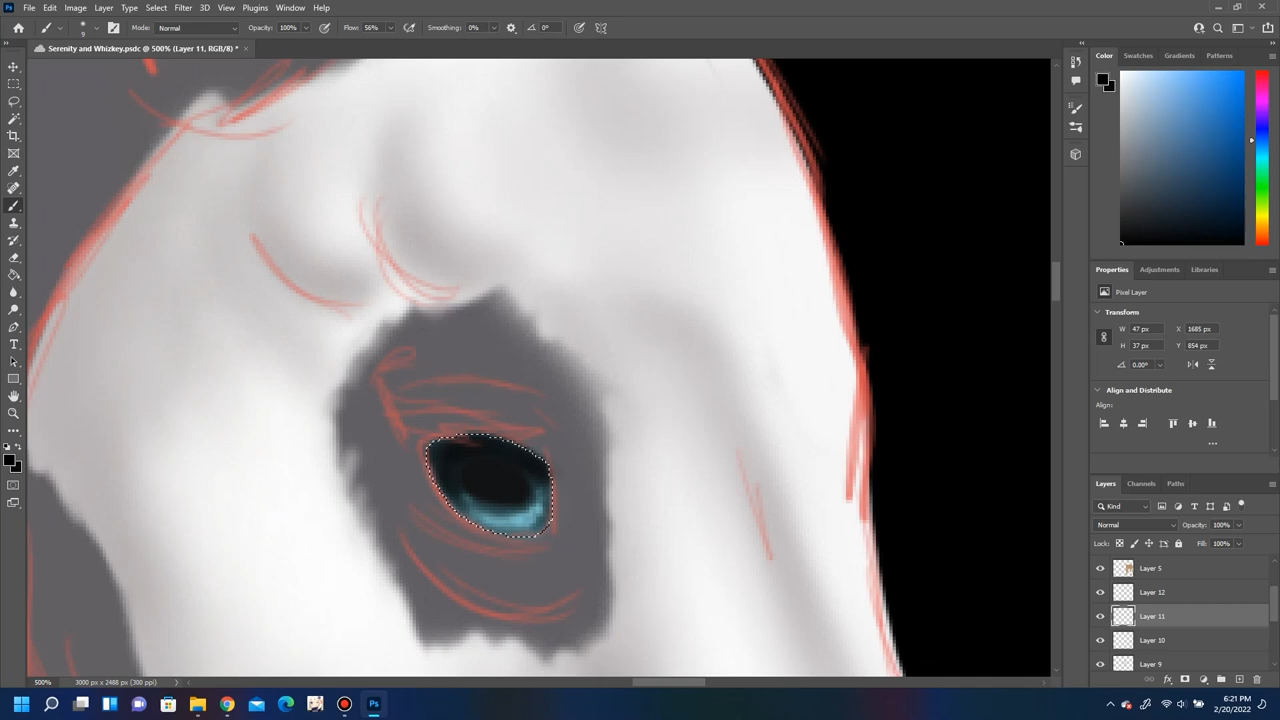 File Edit Image Layer Type Select Filter 3D View Plugins Window Help
9 Mode: Normal Opacity: 100% Flow: 56% Smoothing: 0% 0°
Serenity and Whizkey.psdc @ 500% (Layer 11, RGB/8) *
Color Swatches Gradients Patterns
Properties Adjustments Libraries
Pixel Layer
Transform
W 47 px X 1685 px
H 37 px Y 854 px
0.00°
Align and Distribute
Align:
Layers Channels Paths
Kind
Normal Opacity: 100%
Lock: Fill: 100%
Layer 5
Layer 12
Layer 11
Layer 10
Layer 9
500% 3000 px x 2488 px (300 ppi)
6:21 PM
2/20/2022